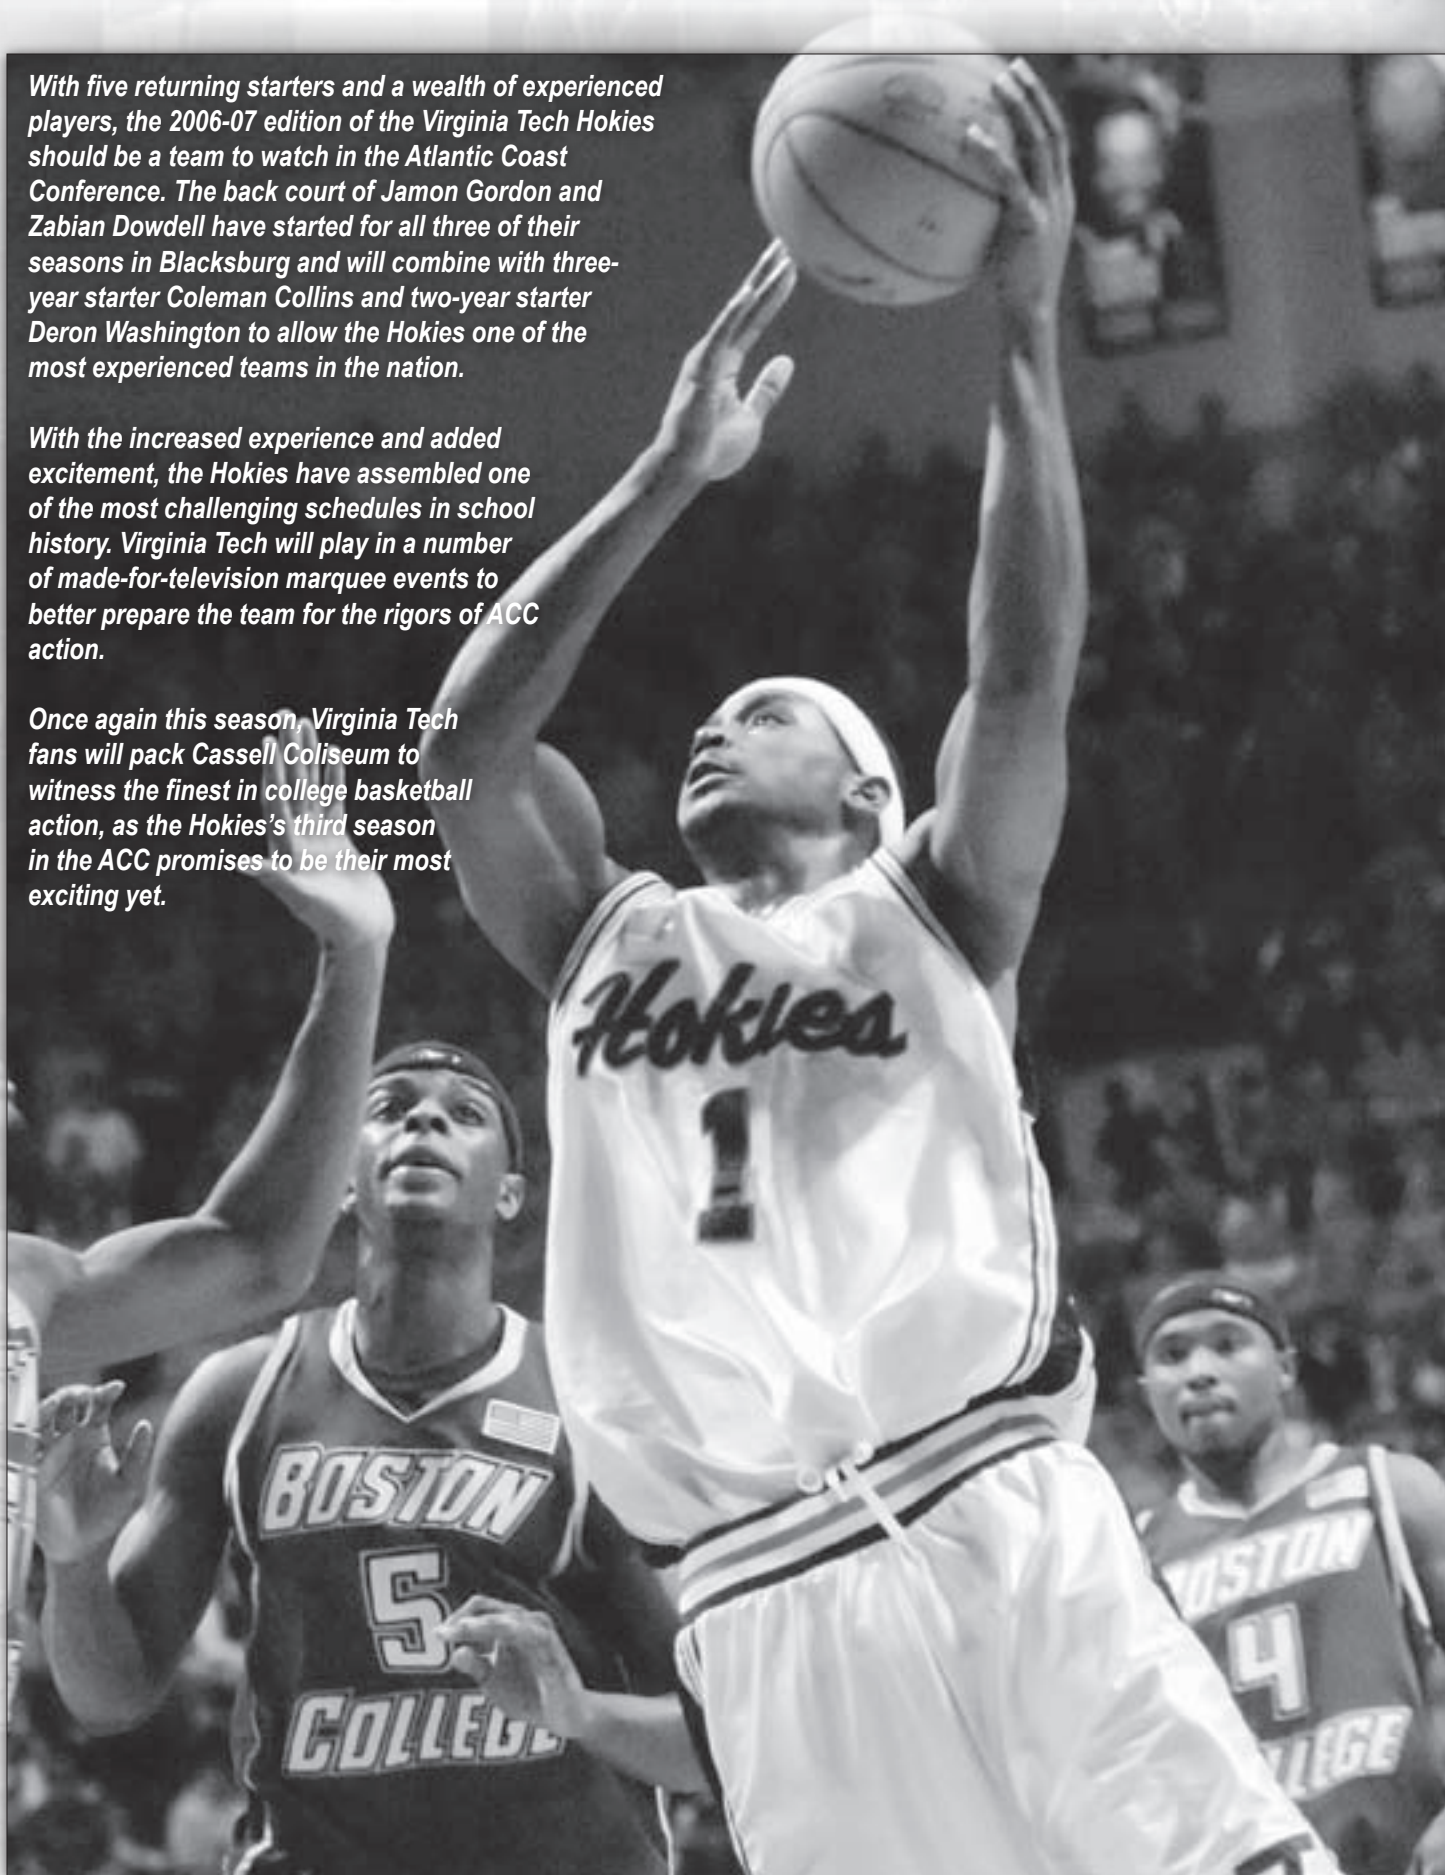 With five returning starters and a wealth of experienced
players, the 2006-07 edition of the Virginia Tech Hokies
should be a team to watch in the Atlantic Coast
Conference. The back court of Jamon Gordon and
Zabian Dowdell have started for all three of their
seasons in Blacksburg and will combine with three-
year starter Coleman Collins and two-year starter
Deron Washington to allow the Hokies one of the
most experienced teams in the nation.
With the increased experience and added
excitement, the Hokies have assembled one
of the most challenging schedules in school
history. Virginia Tech will play in a number
of made-for-television marquee events to
better prepare the team for the rigors of ACC
action.
Once again this season, Virginia Tech
fans will pack Cassell Coliseum to
witness the finest in college basketball
action, as the Hokies's third season
in the ACC promises to be their most
exciting yet.
Hokies
1
BOSTON
5
COLLEGE
BOSTON
4
LLEGE